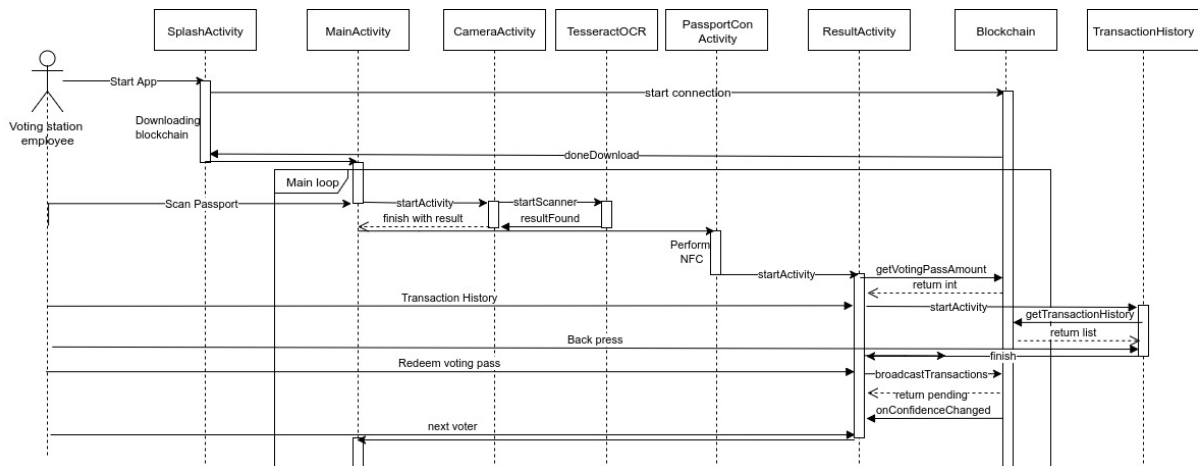 SplashActivity
MainActivity
CameraActivity
TesseractOCR
PassportCon
Activity
ResultActivity
Blockchain
TransactionHistory
Start App
start connection
Voting station
employee
Downloading
blockchain
doneDownload
Main loop
Scan Passport
startActivity
startScanner
finish with result
resultFound
Perform
NFC
startActivity
getVotingPassAmount
return int
Transaction History
startActivity
getTransactionHistory
return list
Back press
finish
Redeem voting pass
broadcastTransactions
return pending
onConfidenceChanged
next voter